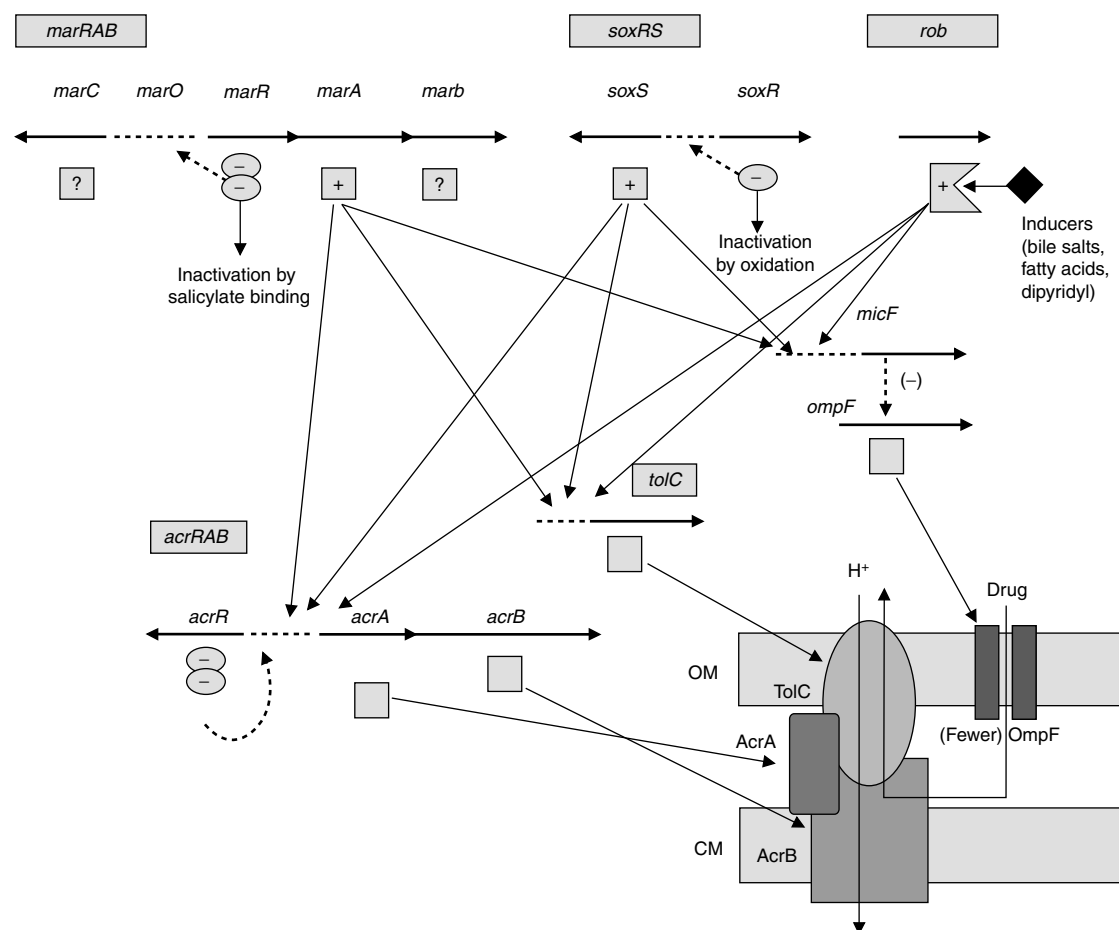 marRAB
soxRS
rob
marC marO marR marA marb
soxS soxR
? − − + ?
+ −
+
Inactivation by
salicylate binding
Inactivation
by oxidation
Inducers
(bile salts,
fatty acids,
dipyridyl)
micF
(−)
ompF
tolC
acrRAB
acrR acrA acrB
−
−
H+
Drug
OM
TolC
(Fewer) OmpF
AcrA
CM
AcrB